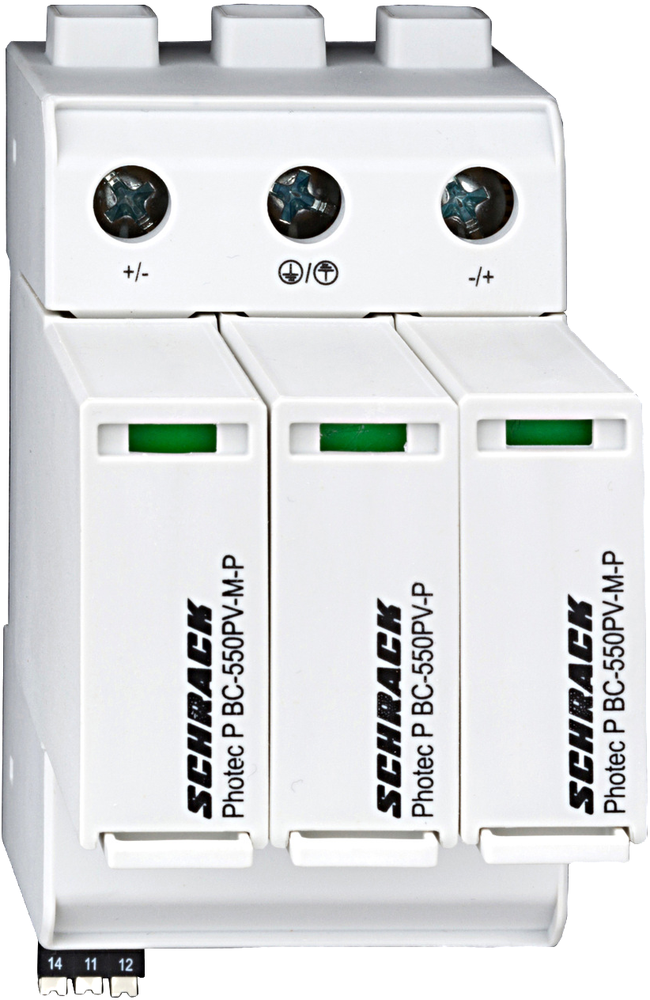 +/- ⏚/⏚ -/+
SCHRACK
Photec P BC-550PV-M-P
SCHRACK
Photec P BC-550PV-P
SCHRACK
Photec P BC-550PV-M-P
14 11 12